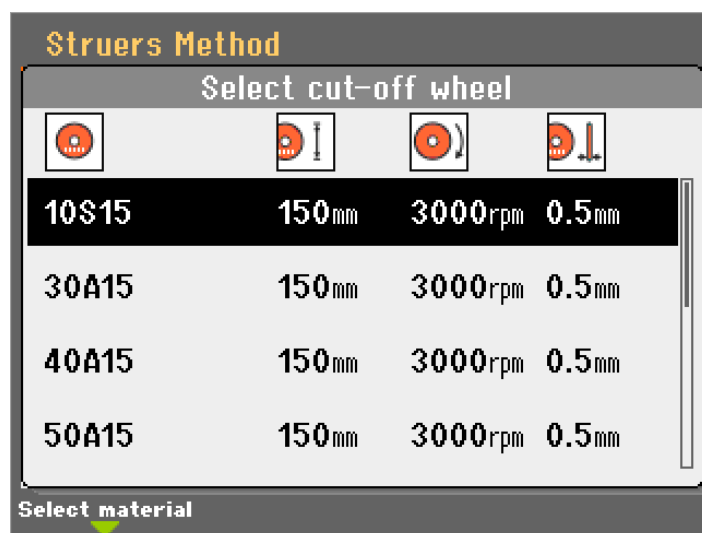 Struers Method
Select cut-off wheel
10S15 150mm 3000rpm 0.5mm
30A15 150mm 3000rpm 0.5mm
40A15 150mm 3000rpm 0.5mm
50A15 150mm 3000rpm 0.5mm
Select material